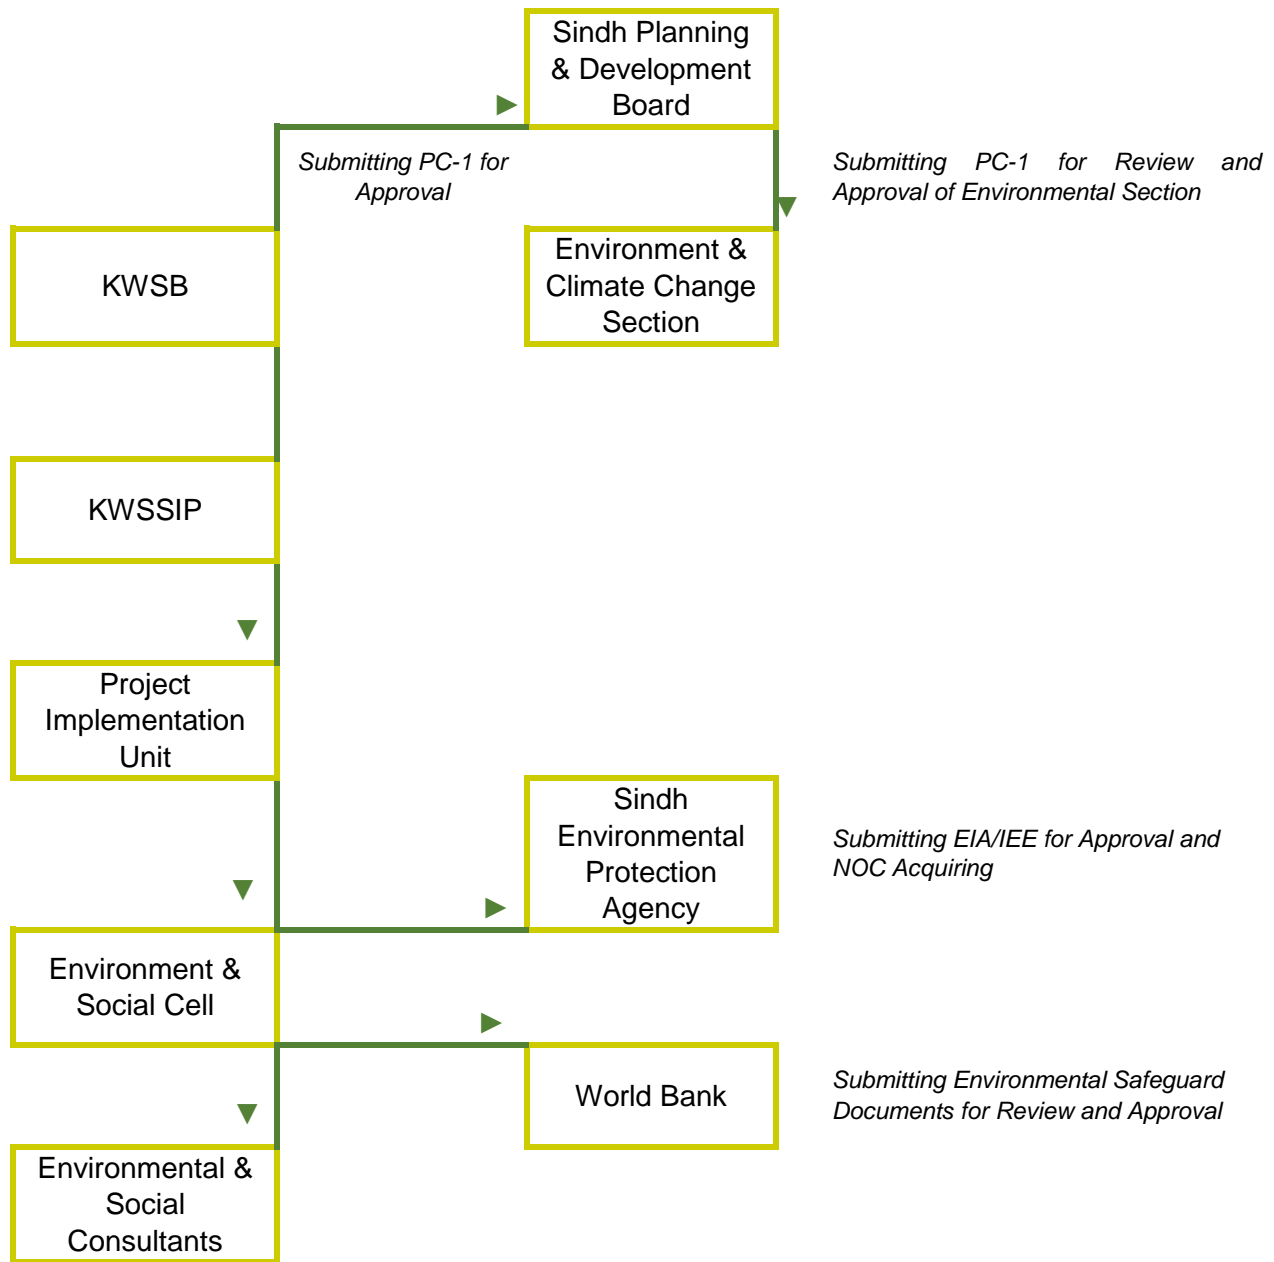 Sindh Planning
& Development
Board
Submitting PC-1 for
Approval
Submitting PC-1 for Review and
Approval of Environmental Section
KWSB
Environment &
Climate Change
Section
KWSSIP
Project
Implementation
Unit
Sindh
Environmental
Protection
Agency
Submitting EIA/IEE for Approval and
NOC Acquiring
Environment &
Social Cell
World Bank
Submitting Environmental Safeguard
Documents for Review and Approval
Environmental &
Social
Consultants